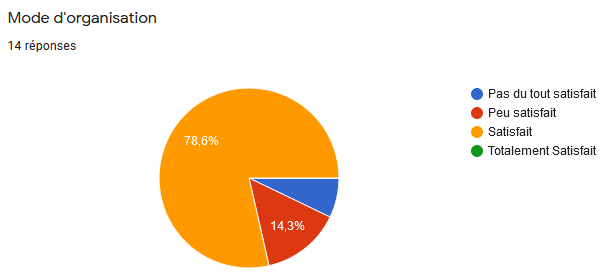 Mode d'organisation
14 réponses
78,6%
14,3%
Pas du tout satisfait
Peu satisfait
Satisfait
Totalement Satisfait